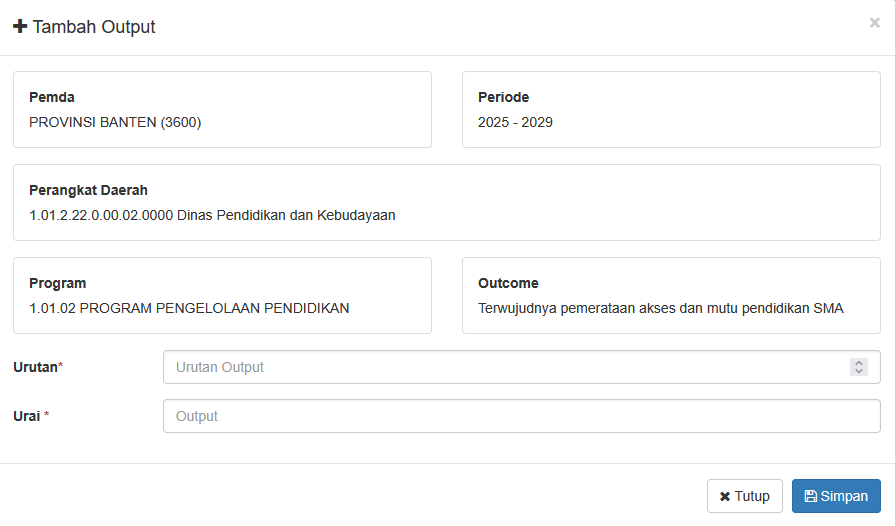 Tambah Output
×
Pemda
PROVINSI BANTEN (3600)
Periode
2025 - 2029
Perangkat Daerah
1.01.2.22.0.00.02.0000 Dinas Pendidikan dan Kebudayaan
Program
1.01.02 PROGRAM PENGELOLAAN PENDIDIKAN
Outcome
Terwujudnya pemerataan akses dan mutu pendidikan SMA
Urutan*
Urutan Output
Urai *
Output
Tutup
Simpan